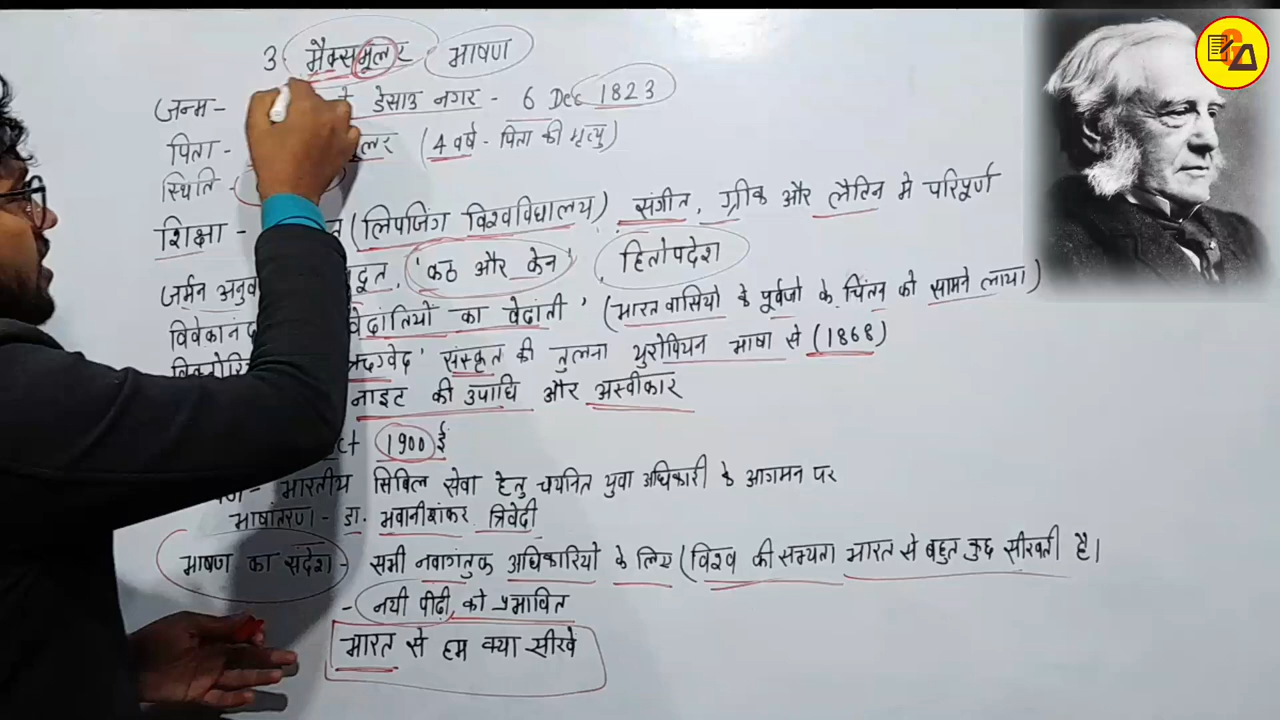 3 मैक्समूलर भाषण
जन्म - डेसाउ नगर - 6 Dec 1823
पिता - मूलर (4 वर्ष - पिता की मृत्यु)
स्थिति - (
शिक्षा - (लिपजिंग विश्वविद्यालय), संगीत, ग्रीक और लैटिन मे परिपूर्ण
जर्मन अनुव 'कठ और केन', हितोपदेश
विवेकानंद वेदांतियों का वेदांती ' (भारत वासियो के पूर्वजो के चिंतन को सामने लाया)
ऋग्वेद ' संस्कृत की तुलना युरोपियन भाषा से (1868)
नाइट की उपाधि और अस्वीकार
1900 ई
भारतीय सिविल सेवा हेतु चयनित युवा अधिकारी के आगमन पर
भाषांतरण - डा. भवानीशंकर त्रिवेदी
भाषण का संदेश - सभी नवागंतुक अधिकारियो के लिए (विश्व की सभ्यता भारत से बहुत कुछ सीखती है।
- नयी पीढी, को प्रभावित
भारत से हम क्या सीखे